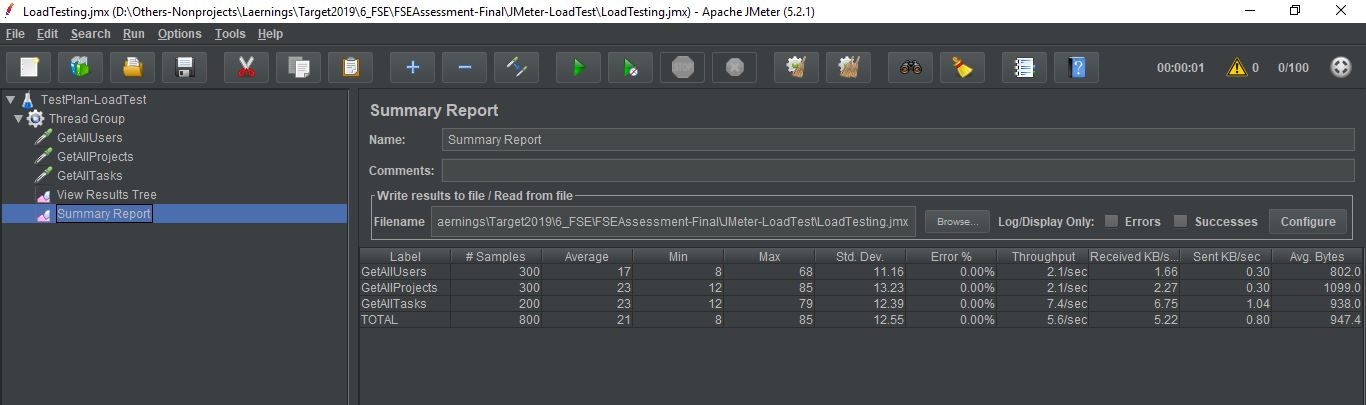 LoadTesting.jmx (D:\Others-Nonprojects\Laernings\Target2019\6_FSE\FSEAssessment-Final\JMeter-LoadTest\LoadTesting.jmx) - Apache JMeter (5.2.1)
File Edit Search Run Options Tools Help
STOP 00:00:01 0 0/100
TestPlan-LoadTest
Thread Group
GetAllUsers
GetAllProjects
GetAllTasks
View Results Tree
Summary Report
Summary Report
Name: Summary Report
Comments:
Write results to file / Read from file
Filename aernings\Target2019\6_FSE\FSEAssessment-Final\JMeter-LoadTest\LoadTesting.jmx Browse... Log/Display Only: Errors Successes Configure
Label # Samples Average Min Max Std. Dev. Error % Throughput Received KB/s... Sent KB/sec Avg. Bytes
GetAllUsers 300 17 8 68 11.16 0.00% 2.1/sec 1.66 0.30 802.0
GetAllProjects 300 23 12 85 13.23 0.00% 2.1/sec 2.27 0.30 1099.0
GetAllTasks 200 23 12 79 12.39 0.00% 7.4/sec 6.75 1.04 938.0
TOTAL 800 21 8 85 12.55 0.00% 5.6/sec 5.22 0.80 947.4